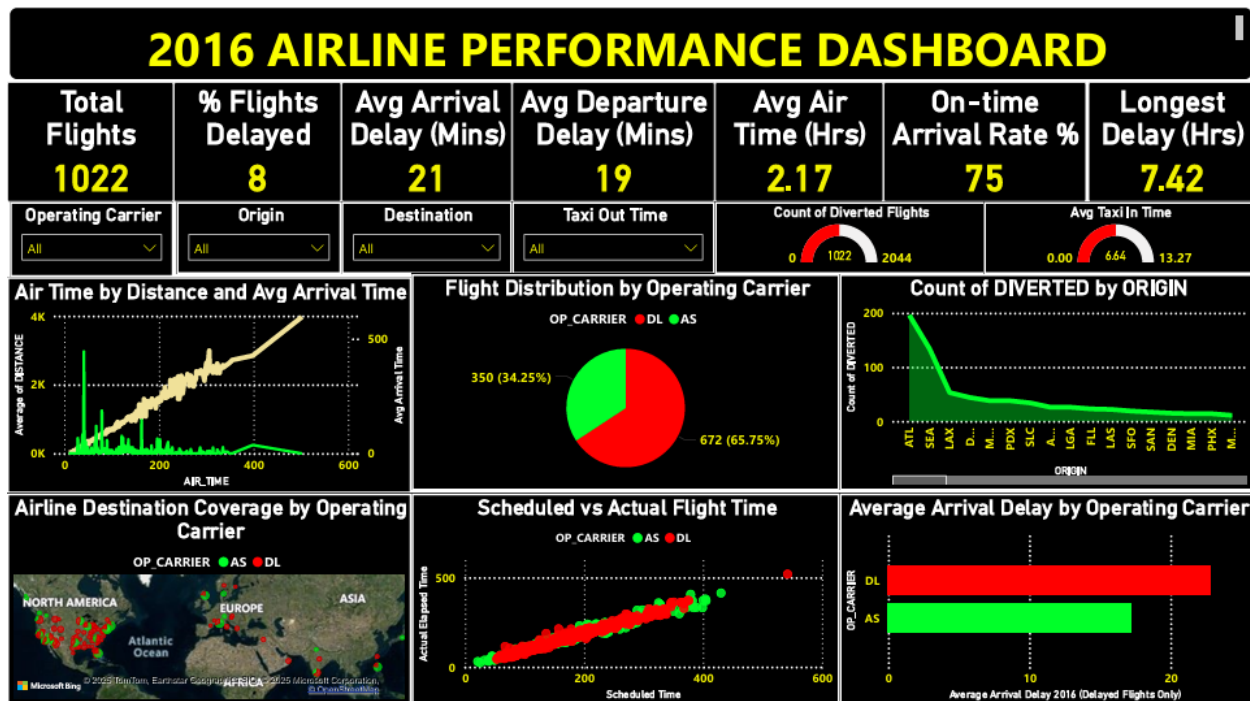 2016 AIRLINE PERFORMANCE DASHBOARD
Total
Flights
1022
% Flights
Delayed
8
Avg Arrival
Delay (Mins)
21
Avg Departure
Delay (Mins)
19
Avg Air
Time (Hrs)
2.17
On-time
Arrival Rate %
75
Longest
Delay (Hrs)
7.42
Operating Carrier
All
Origin
All
Destination
All
Taxi Out Time
All
Count of Diverted Flights
0 1022 2044
Avg Taxi In Time
0.00 6.64 13.27
Air Time by Distance and Avg Arrival Time
Average of DISTANCE
4K
2K
0K
500
0
Avg Arrival Time
0 200 400 600
AIR_TIME
Flight Distribution by Operating Carrier
OP_CARRIER DL AS
350 (34.25%)
672 (65.75%)
Count of DIVERTED by ORIGIN
Count of DIVERTED
200
100
0
ATL SEA LAX D... M... PDX SLC A... LGA FLL LAS SFO SAN DEN MIA PHX M...
ORIGIN
Airline Destination Coverage by Operating
Carrier
OP_CARRIER AS DL
NORTH AMERICA
EUROPE
ASIA
Atlantic
Ocean
AFRICA
Microsoft Bing
© 2025 TomTom, Earthstar 2025 Microsoft Corporation,
© OpenStreetMap
Scheduled vs Actual Flight Time
OP_CARRIER AS DL
Actual Elapsed Time
500
0
0 200 400 600
Scheduled Time
Average Arrival Delay by Operating Carrier
OP_CARRIER
DL
AS
0 10 20
Average Arrival Delay 2016 (Delayed Flights Only)